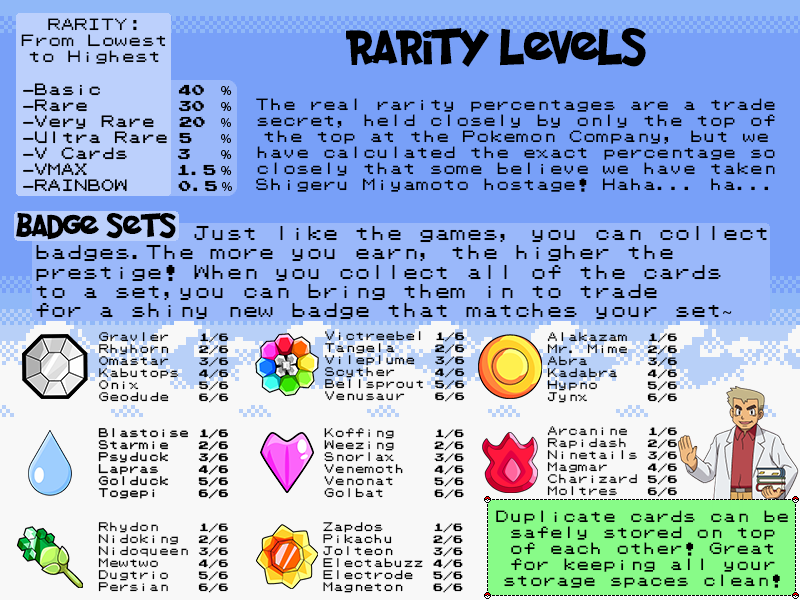 RARITY:
From Lowest
to Highest
RARiTY LeVeLS
-Basic 40 %
-Rare 30 %
-Very Rare 20 %
-Ultra Rare 5 %
-V Cards 3 %
-VMAX 1.5 %
-RAINBOW 0.5 %
The real rarity percentages are a trade
secret, held closely by only the top of
the top at the Pokemon Company, but we
have calculated the exact percentage so
closely that some believe we have taken
Shigeru Miyamoto hostage! Haha... ha...
BADGe SeTS
Just like the games, you can collect
badges.The more you earn, the higher the
prestige! When you collect all of the cards
to a set,you can bring them in to trade
for a shiny new badge that matches your set~
Gravler 1/6
Rhyhorn 2/6
Omastar 3/6
Kabutops 4/6
Onix 5/6
Geodude 6/6
Victreebel 1/6
Tangela 2/6
Vileplume 3/6
Scyther 4/6
Bellsprout 5/6
Venusaur 6/6
Alakazam 1/6
Mr. Mime 2/6
Abra 3/6
Kadabra 4/6
Hypno 5/6
Jynx 6/6
Blastoise 1/6
Starmie 2/6
Psyduck 3/6
Lapras 4/6
Golduck 5/6
Togepi 6/6
Koffing 1/6
Weezing 2/6
Snorlax 3/6
Venemoth 4/6
Venonat 5/6
Golbat 6/6
Arcanine 1/6
Rapidash 2/6
Ninetails 3/6
Magmar 4/6
Charizard 5/6
Moltres 6/6
Rhydon 1/6
Nidoking 2/6
Nidoqueen 3/6
Mewtwo 4/6
Dugtrio 5/6
Persian 6/6
Zapdos 1/6
Pikachu 2/6
Jolteon 3/6
Electabuzz 4/6
Electrode 5/6
Magneton 6/6
Duplicate cards can be
safely stored on top
of each other! Great
for keeping all your
storage spaces clean!